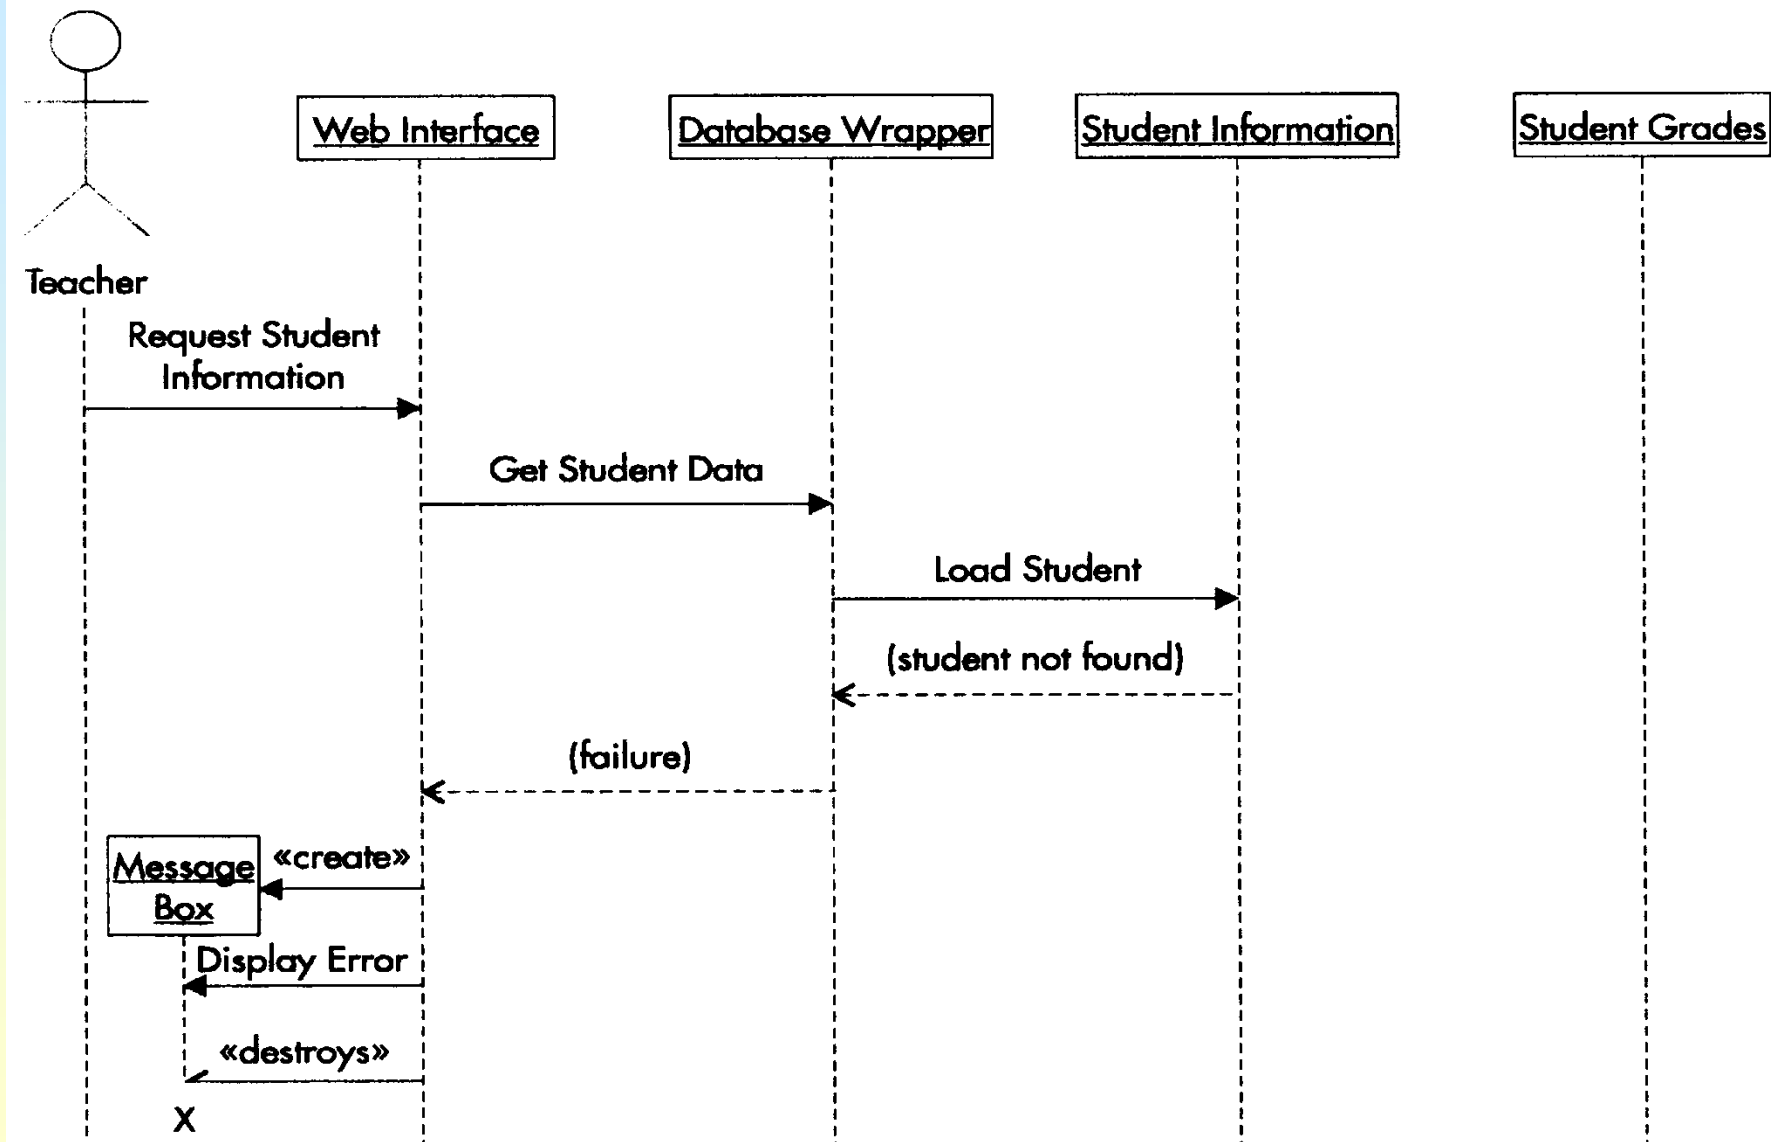 Web Interface
Database Wrapper
Student Information
Student Grades
Teacher
Request Student
Information
Get Student Data
Load Student
(student not found)
(failure)
Message
Box
«create»
Display Error
«destroys»
X